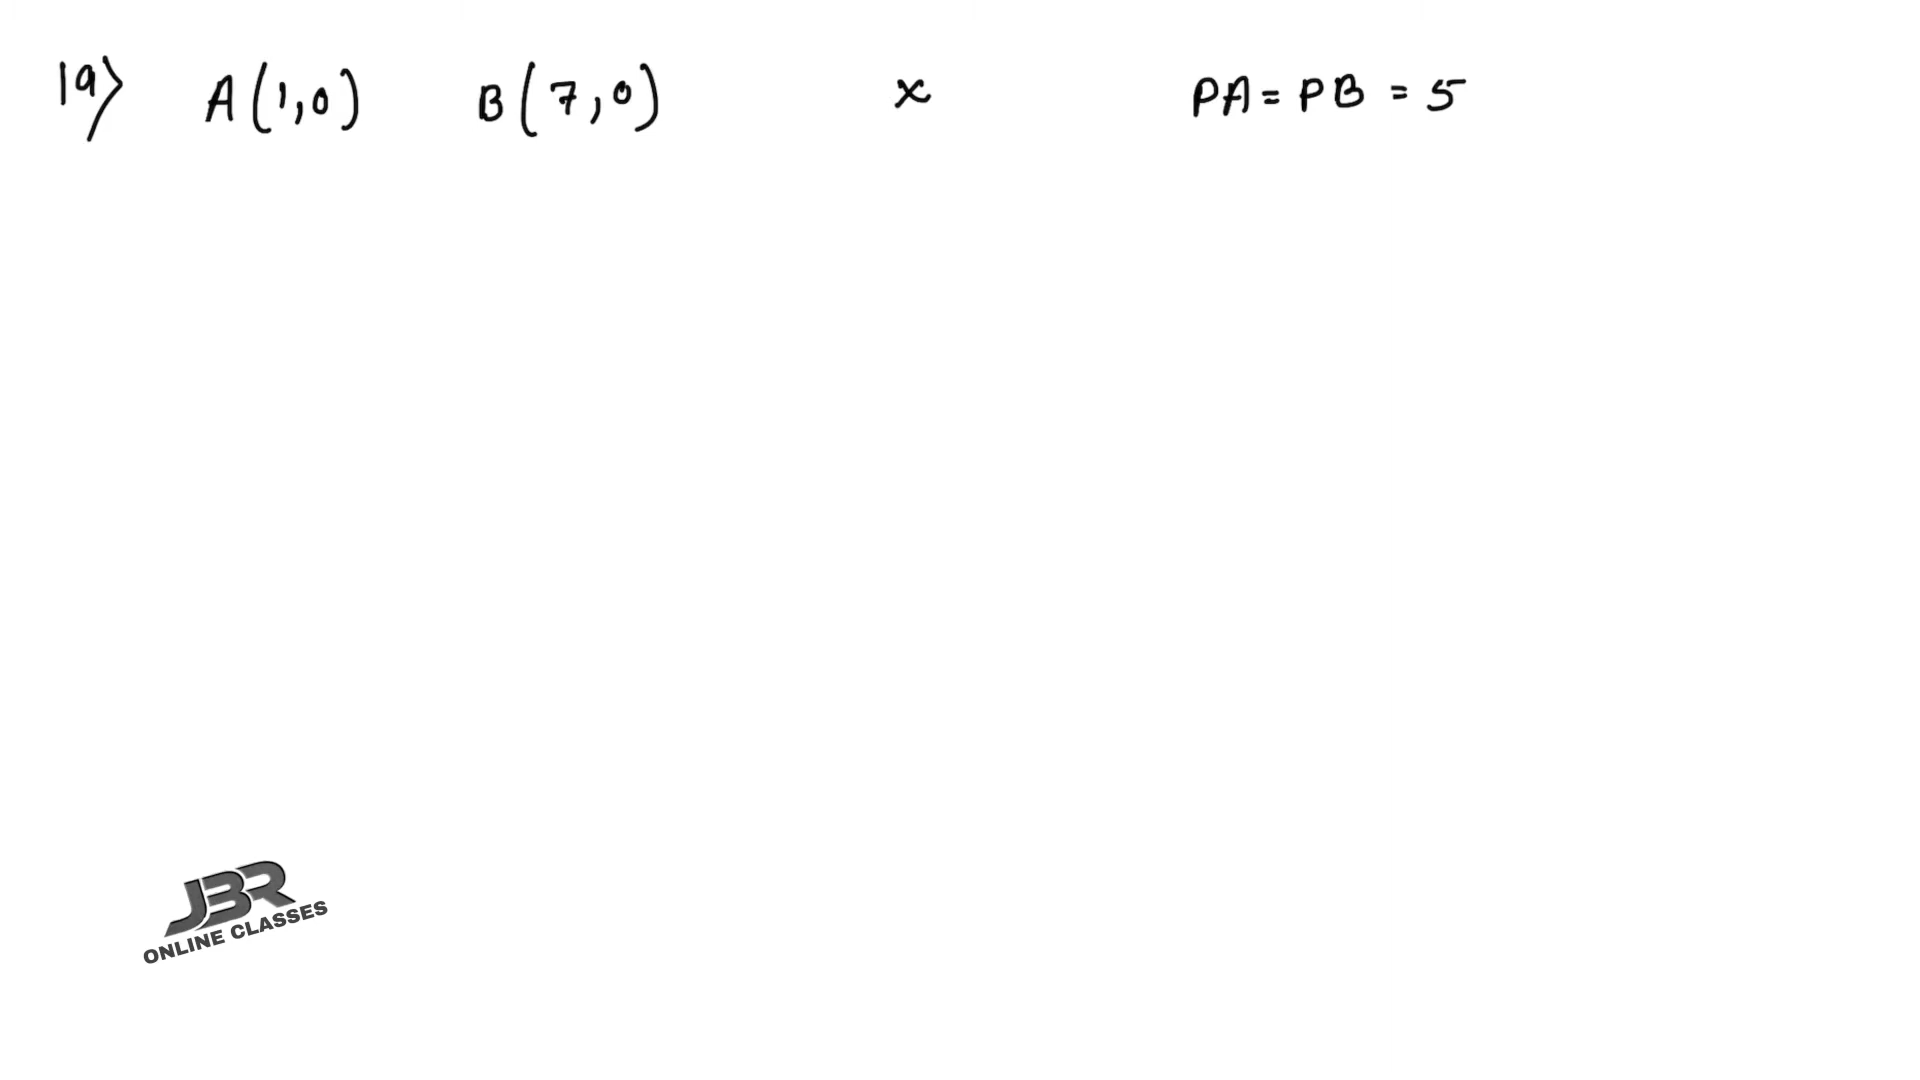 19) A(1,0) B(7,0) x PA = PB = 5
JBR
ONLINE CLASSES